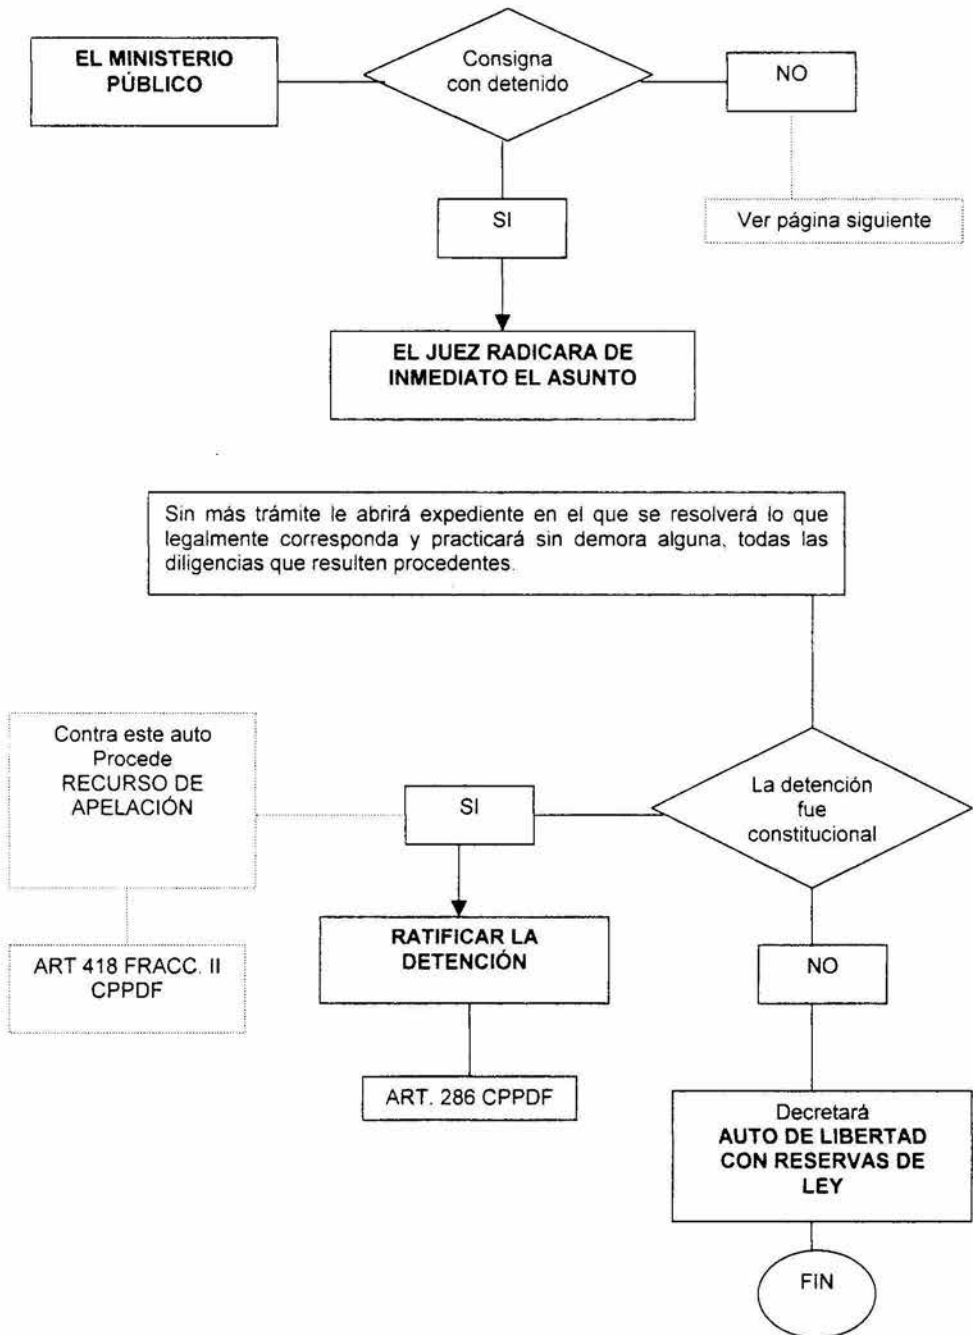 EL MINISTERIO
PÚBLICO
Consigna
con detenido
NO
SI
Ver página siguiente
EL JUEZ RADICARA DE
INMEDIATO EL ASUNTO
Sin más trámite le abrirá expediente en el que se resolverá lo que
legalmente corresponda y practicará sin demora alguna, todas las
diligencias que resulten procedentes.
Contra este auto
Procede
RECURSO DE
APELACIÓN
SI
La detención
fue
constitucional
ART 418 FRACC. II
CPPDF
RATIFICAR LA
DETENCIÓN
NO
ART. 286 CPPDF
Decretará
AUTO DE LIBERTAD
CON RESERVAS DE
LEY
FIN